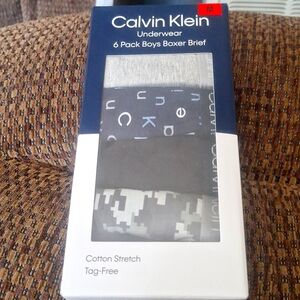 Calvin Klein
Underwear
6 Pack Boys Boxer Brief
Cotton Stretch
Tag-Free